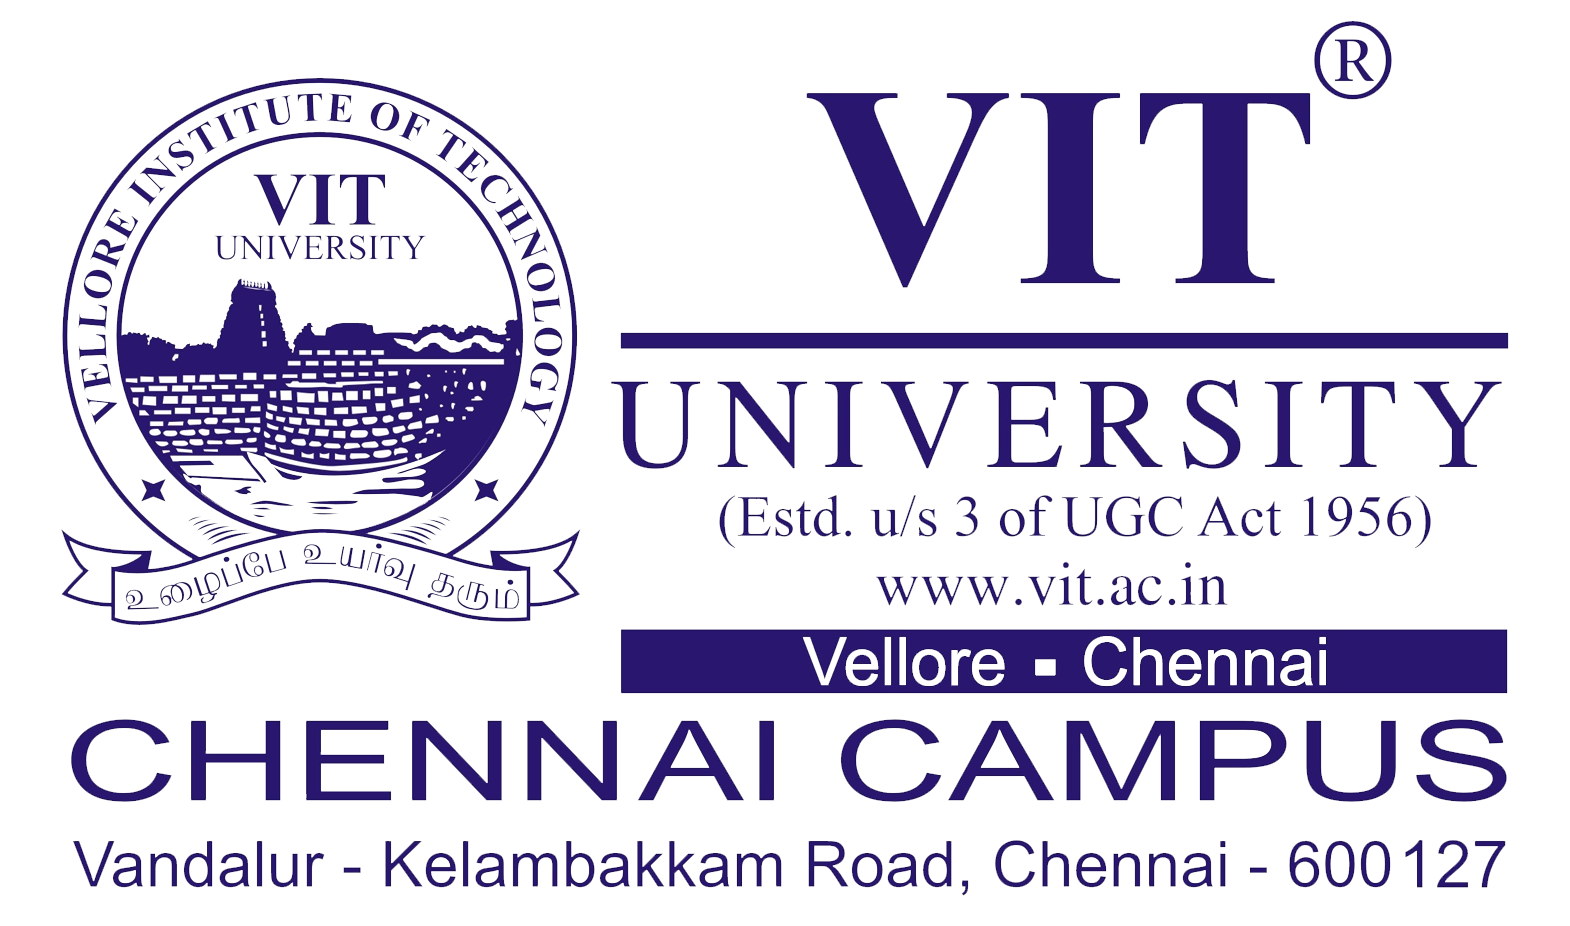 VELLORE INSTITUTE OF TECHNOLOGY
VIT
UNIVERSITY
உழைப்பே உயர்வு தரும்
VIT®
UNIVERSITY
(Estd. u/s 3 of UGC Act 1956)
www.vit.ac.in
Vellore - Chennai
CHENNAI CAMPUS
Vandalur - Kelambakkam Road, Chennai - 600127